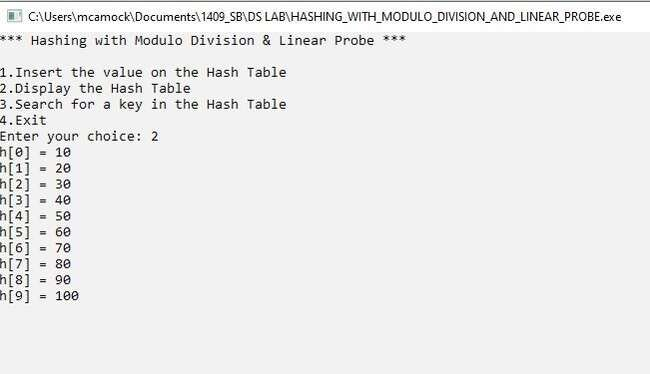 C:\Users\mcamock\Documents\1409_SB\DS LAB\HASHING_WITH_MODULO_DIVISION_AND_LINEAR_PROBE.exe
*** Hashing with Modulo Division & Linear Probe ***
1.Insert the value on the Hash Table
2.Display the Hash Table
3.Search for a key in the Hash Table
4.Exit
Enter your choice: 2
h[0] = 10
h[1] = 20
h[2] = 30
h[3] = 40
h[4] = 50
h[5] = 60
h[6] = 70
h[7] = 80
h[8] = 90
h[9] = 100